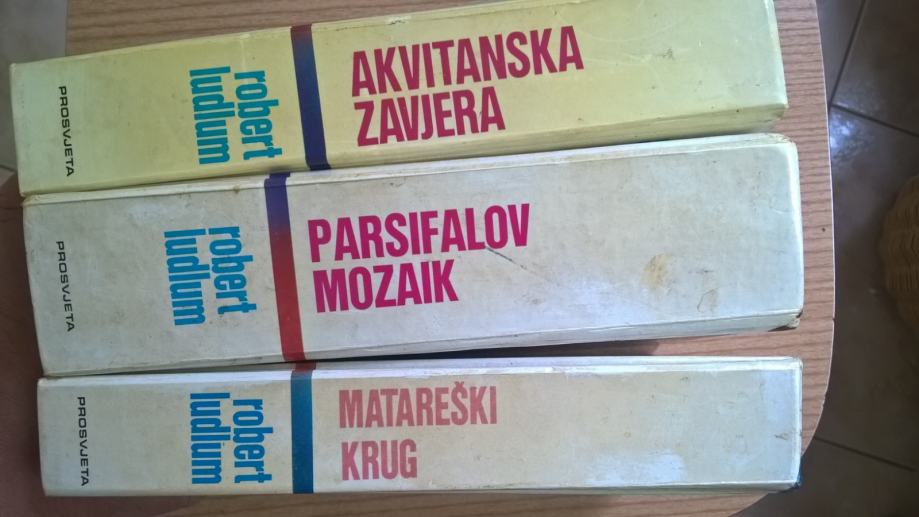 PROSVJETA
robert
ludlum
AKVITANSKA
ZAVJERA
PROSVJETA
robert
ludlum
PARSIFALOV
MOZAIK
PROSVJETA
robert
ludlum
MATAREŠKI
KRUG